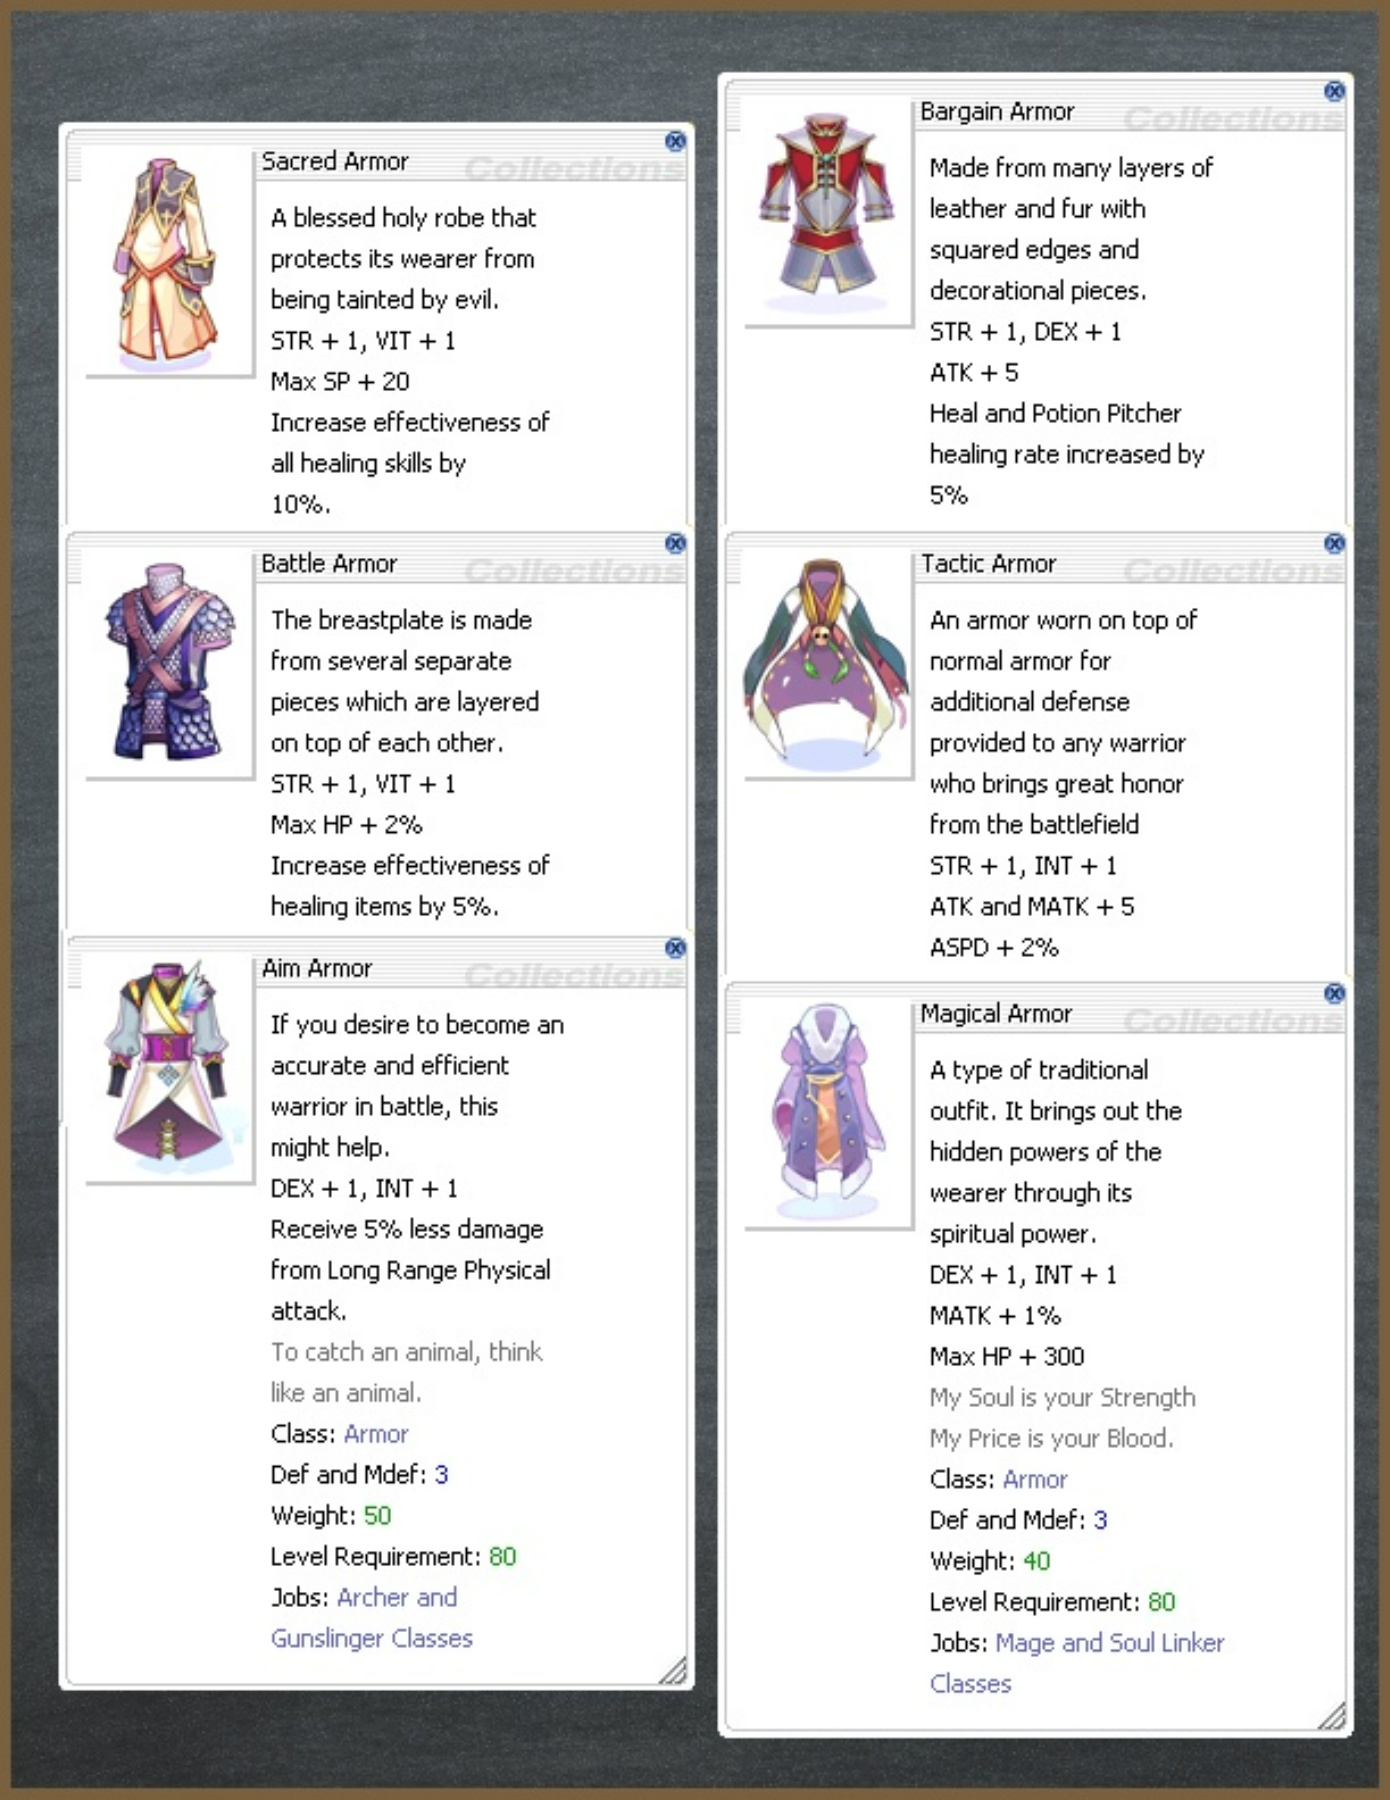 Sacred Armor
Collections
A blessed holy robe that
protects its wearer from
being tainted by evil.
STR + 1, VIT + 1
Max SP + 20
Increase effectiveness of
all healing skills by
10%.
Battle Armor
Collections
The breastplate is made
from several separate
pieces which are layered
on top of each other.
STR + 1, VIT + 1
Max HP + 2%
Increase effectiveness of
healing items by 5%.
Aim Armor
Collections
If you desire to become an
accurate and efficient
warrior in battle, this
might help.
DEX + 1, INT + 1
Receive 5% less damage
from Long Range Physical
attack.
To catch an animal, think
like an animal.
Class: Armor
Def and Mdef: 3
Weight: 50
Level Requirement: 80
Jobs: Archer and
Gunslinger Classes
Bargain Armor
Collections
Made from many layers of
leather and fur with
squared edges and
decorational pieces.
STR + 1, DEX + 1
ATK + 5
Heal and Potion Pitcher
healing rate increased by
5%
Tactic Armor
Collections
An armor worn on top of
normal armor for
additional defense
provided to any warrior
who brings great honor
from the battlefield
STR + 1, INT + 1
ATK and MATK + 5
ASPD + 2%
Magical Armor
Collections
A type of traditional
outfit. It brings out the
hidden powers of the
wearer through its
spiritual power.
DEX + 1, INT + 1
MATK + 1%
Max HP + 300
My Soul is your Strength
My Price is your Blood.
Class: Armor
Def and Mdef: 3
Weight: 40
Level Requirement: 80
Jobs: Mage and Soul Linker
Classes